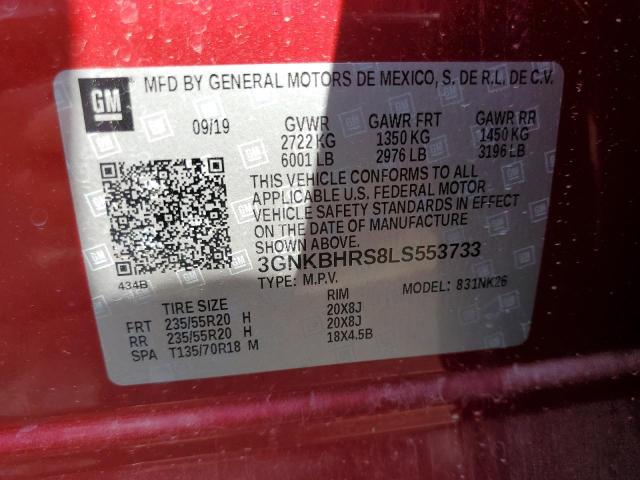 GM MFD BY GENERAL MOTORS DE MEXICO, S. DE R.L. DE C.V.
09/19 GVWR GAWR FRT GAWR RR
2722 KG 1350 KG 1450 KG
6001 LB 2976 LB 3196 LB
THIS VEHICLE CONFORMS TO ALL
APPLICABLE U.S. FEDERAL MOTOR
VEHICLE SAFETY STANDARDS IN EFFECT
ON THE DATE OF MANUFACTURE
SHOWN ABOVE.
3GNKBHRS8LS553733
434B TYPE: M.P.V. MODEL: 831NK26
TIRE SIZE RIM
FRT 235/55R20 H 20X8J
RR 235/55R20 H 20X8J
SPA T135/70R18 M 18X4.5B